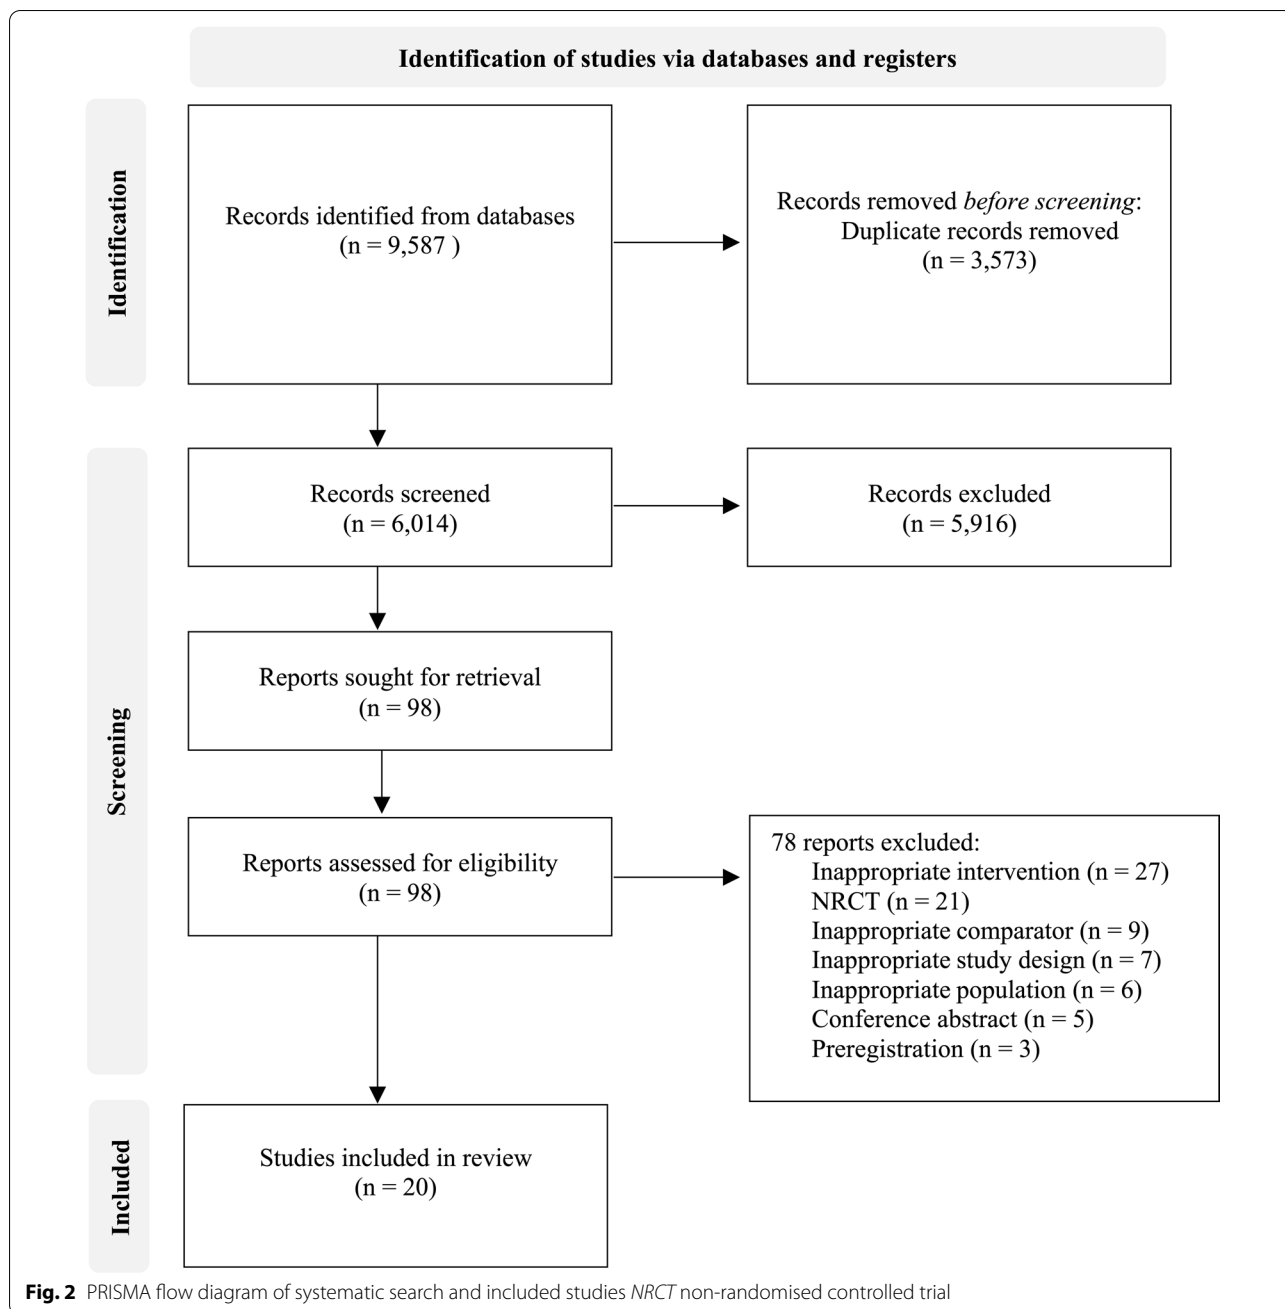 Identification of studies via databases and registers
Identification
Records identified from databases
(n = 9,587 )
Records removed before screening:
Duplicate records removed
(n = 3,573)
Screening
Records screened
(n = 6,014)
Records excluded
(n = 5,916)
Reports sought for retrieval
(n = 98)
Reports assessed for eligibility
(n = 98)
78 reports excluded:
Inappropriate intervention (n = 27)
NRCT (n = 21)
Inappropriate comparator (n = 9)
Inappropriate study design (n = 7)
Inappropriate population (n = 6)
Conference abstract (n = 5)
Preregistration (n = 3)
Included
Studies included in review
(n = 20)
Fig. 2 PRISMA flow diagram of systematic search and included studies NRCT non-randomised controlled trial